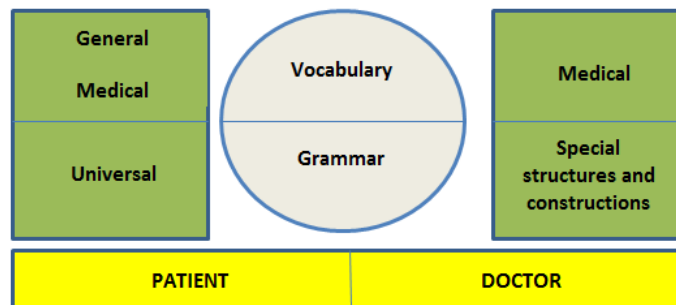 General
Medical
Universal
Vocabulary
Grammar
Medical
Special
structures and
constructions
PATIENT
DOCTOR